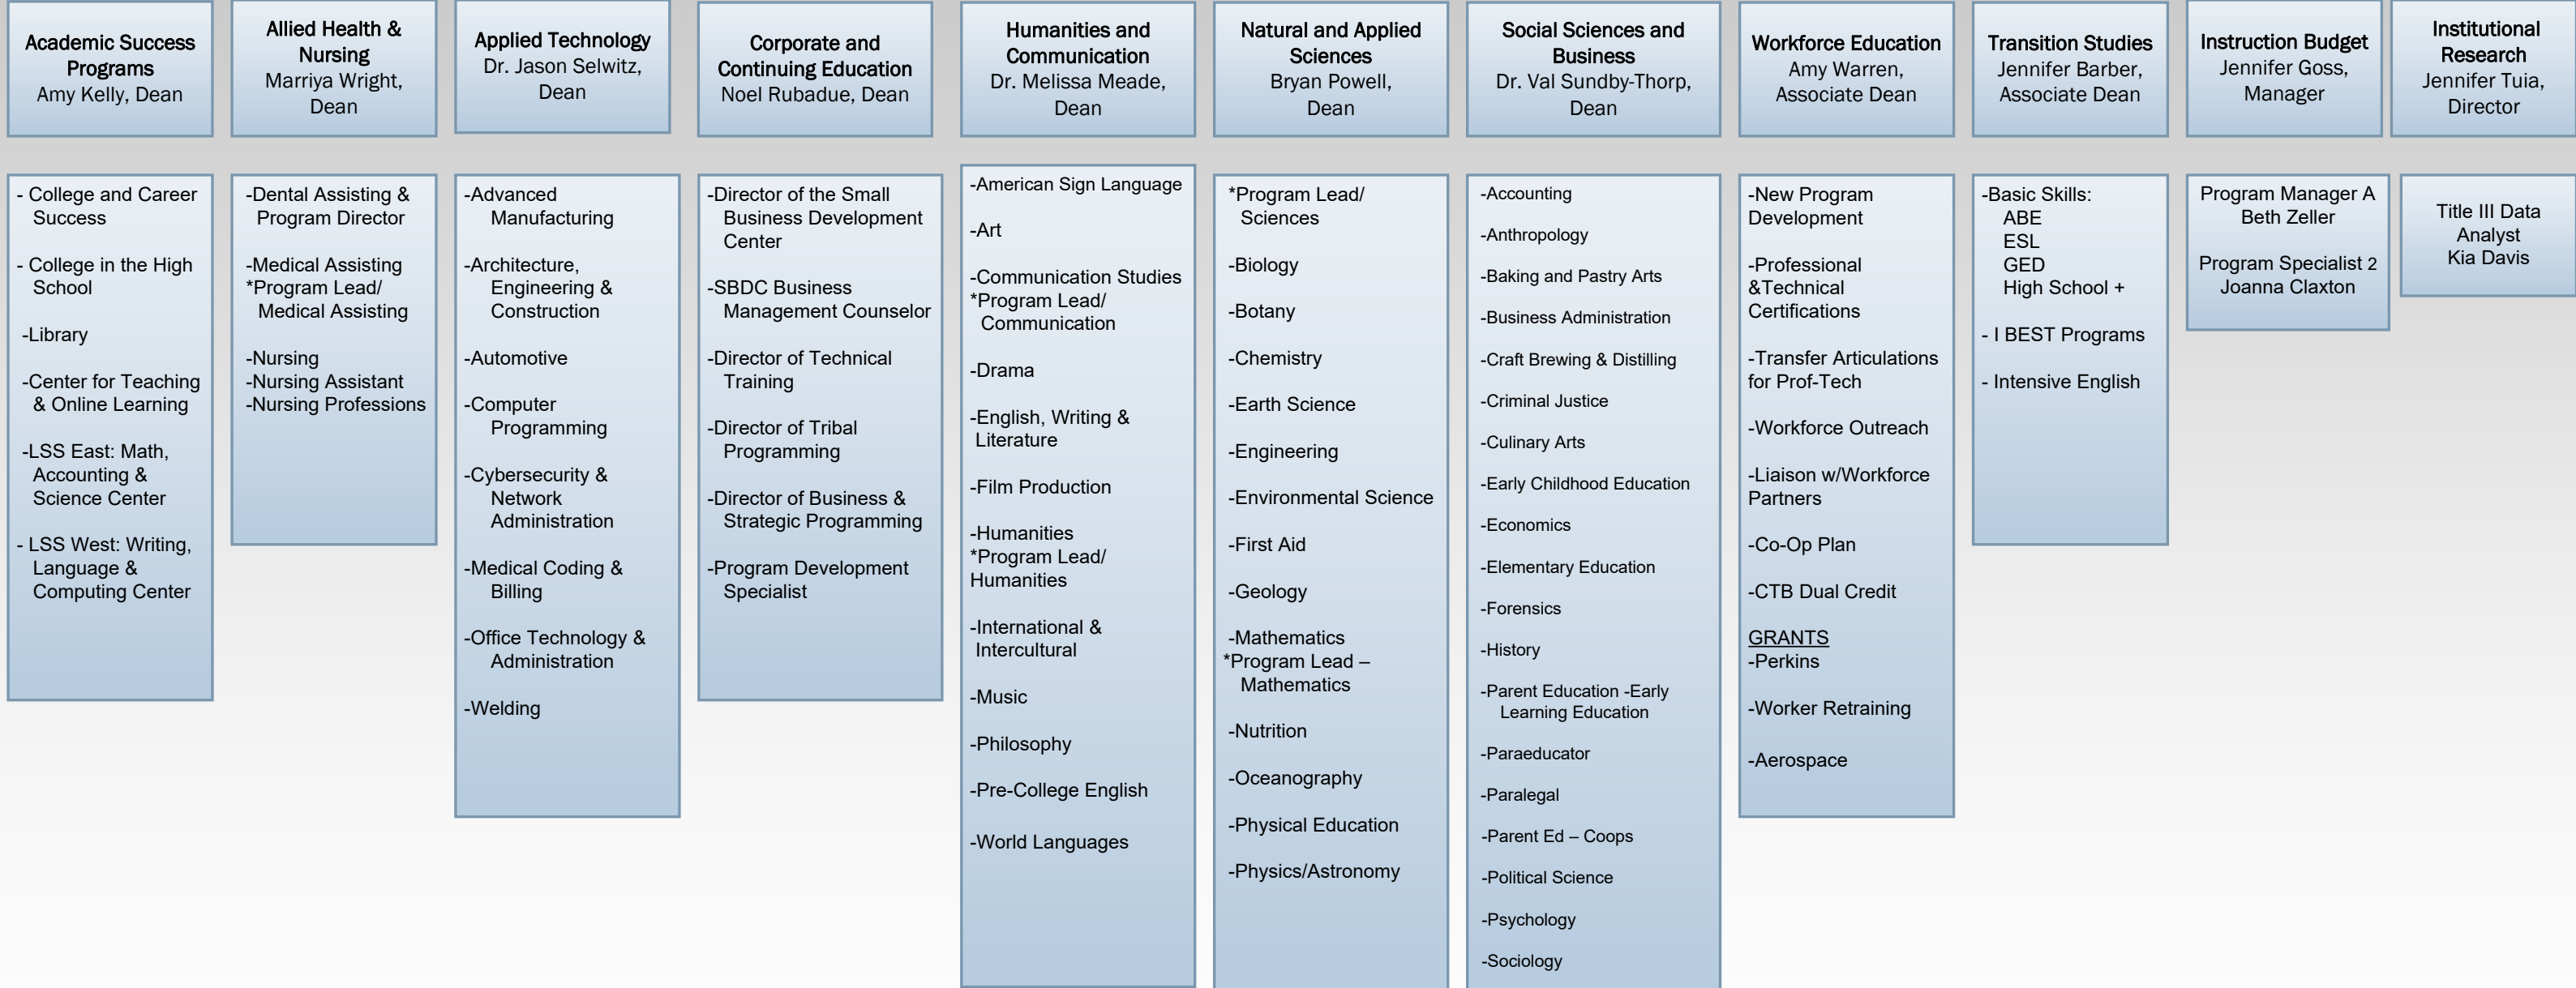 Academic Success
Programs
Amy Kelly, Dean
Allied Health &
Nursing
Marriya Wright,
Dean
Applied Technology
Dr. Jason Selwitz,
Dean
Corporate and
Continuing Education
Noel Rubadue, Dean
Humanities and
Communication
Dr. Melissa Meade,
Dean
Natural and Applied
Sciences
Bryan Powell,
Dean
Social Sciences and
Business
Dr. Val Sundby-Thorp,
Dean
Workforce Education
Amy Warren,
Associate Dean
Transition Studies
Jennifer Barber,
Associate Dean
Instruction Budget
Jennifer Goss,
Manager
Institutional
Research
Jennifer Tuia,
Director
- College and Career
Success
- College in the High
School
-Library
-Center for Teaching
& Online Learning
-LSS East: Math,
Accounting &
Science Center
- LSS West: Writing,
Language &
Computing Center
-Dental Assisting &
Program Director
-Medical Assisting
*Program Lead/
Medical Assisting
-Nursing
-Nursing Assistant
-Nursing Professions
-Advanced
Manufacturing
-Architecture,
Engineering &
Construction
-Automotive
-Computer
Programming
-Cybersecurity &
Network
Administration
-Medical Coding &
Billing
-Office Technology &
Administration
-Welding
-Director of the Small
Business Development
Center
-SBDC Business
Management Counselor
-Director of Technical
Training
-Director of Tribal
Programming
-Director of Business &
Strategic Programming
-Program Development
Specialist
-American Sign Language
-Art
-Communication Studies
*Program Lead/
Communication
-Drama
-English, Writing &
Literature
-Film Production
-Humanities
*Program Lead/
Humanities
-International &
Intercultural
-Music
-Philosophy
-Pre-College English
-World Languages
*Program Lead/
Sciences
-Biology
-Botany
-Chemistry
-Earth Science
-Engineering
-Environmental Science
-First Aid
-Geology
-Mathematics
*Program Lead –
Mathematics
-Nutrition
-Oceanography
-Physical Education
-Physics/Astronomy
-Accounting
-Anthropology
-Baking and Pastry Arts
-Business Administration
-Craft Brewing & Distilling
-Criminal Justice
-Culinary Arts
-Early Childhood Education
-Economics
-Elementary Education
-Forensics
-History
-Parent Education -Early
Learning Education
-Paraeducator
-Paralegal
-Parent Ed – Coops
-Political Science
-Psychology
-Sociology
-New Program
Development
-Professional
&Technical
Certifications
-Transfer Articulations
for Prof-Tech
-Workforce Outreach
-Liaison w/Workforce
Partners
-Co-Op Plan
-CTB Dual Credit
GRANTS
-Perkins
-Worker Retraining
-Aerospace
-Basic Skills:
ABE
ESL
GED
High School +
- I BEST Programs
- Intensive English
Program Manager A
Beth Zeller
Program Specialist 2
Joanna Claxton
Title III Data
Analyst
Kia Davis